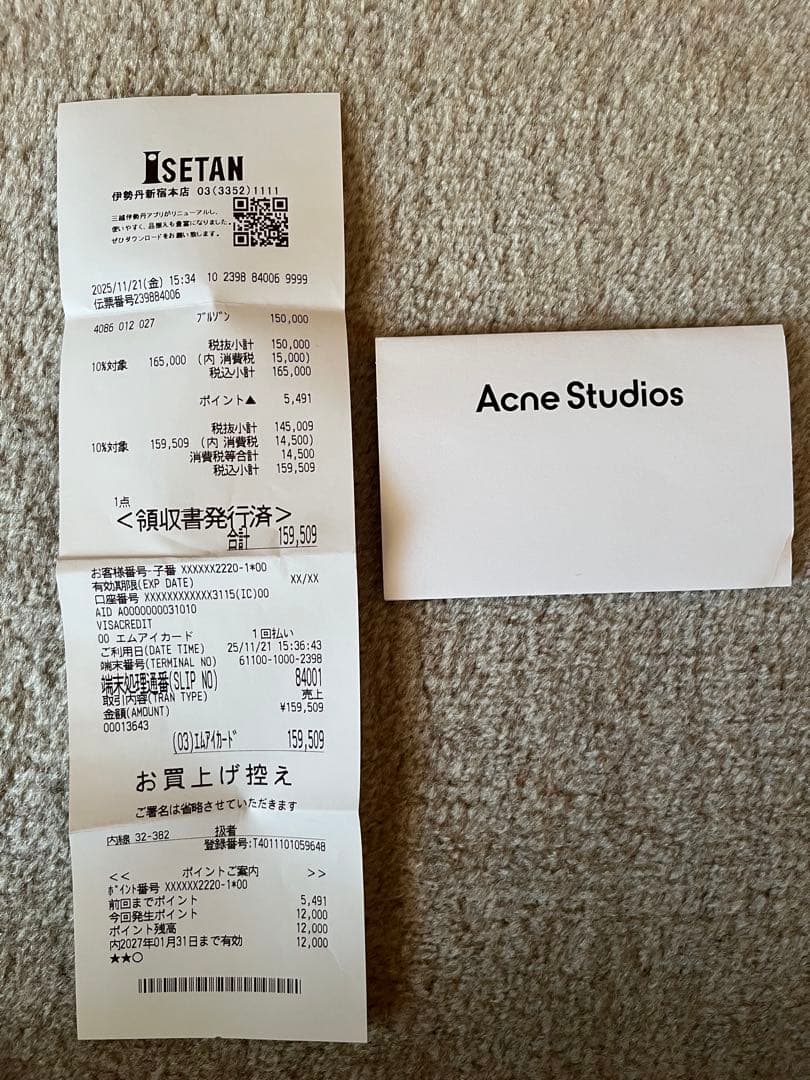 ISETAN
伊勢丹新宿本店 03(3352)1111
三越伊勢丹アプリがリニューアルし、
使いやすく、品揃えも豊富になりました。
ぜひダウンロードをお願い致します。
2025/11/21(金) 15:34 10 2398 84006 9999
伝票番号239884006
4086 012 027 ﾌﾞﾙｿﾞﾝ 150,000
税抜小計 150,000
10%対象 165,000 (内 消費税 15,000)
税込小計 165,000
ポイント▲ 5,491
税抜小計 145,009
10%対象 159,509 (内 消費税 14,500)
消費税等合計 14,500
税込小計 159,509
1点
<領収書発行済>
合計 159,509
お客様番号-子番 XXXXXX2220-1*00
有効期限(EXP DATE) XX/XX
口座番号 XXXXXXXXXXXX3115(IC)00
AID A0000000031010
VISACREDIT
00 エムアイカード 1回払い
ご利用日(DATE TIME) 25/11/21 15:36:43
端末番号(TERMINAL NO) 61100-1000-2398
端末処理通番(SLIP NO) 84001
取引内容(TRAN TYPE) 売上
金額(AMOUNT) ¥159,509
00013643
(03)ｴﾑｱｲｶｰﾄﾞ 159,509
お買上げ控え
ご署名は省略させていただきます
内線 32-382 扱者
登録番号:T4011101059648
<< ポイントご案内 >>
ﾎﾟｲﾝﾄ番号 XXXXXX2220-1*00
前回までポイント 5,491
今回発生ポイント 12,000
ポイント残高 12,000
内2027年01月31日まで有効 12,000
★★○
Acne Studios